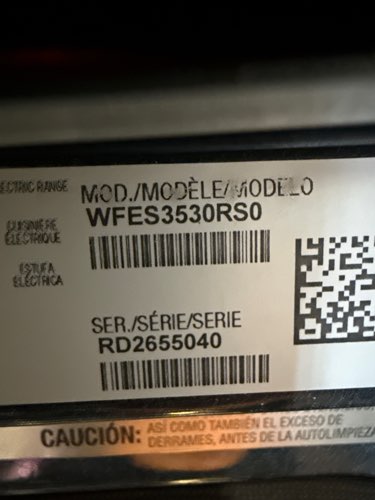 ELECTRIC RANGE
MOD./MODÈLE/MODELO
WFES3530RS0
CUISINIÈRE
ÉLECTRIQUE
ESTUFA
ELÉCTRICA
SER./SÉRIE/SERIE
RD2655040
CAUCIÓN:
ASÍ COMO TAMBIÉN EL EXCESO DE
DERRAMES, ANTES DE LA AUTOLIMPIEZA